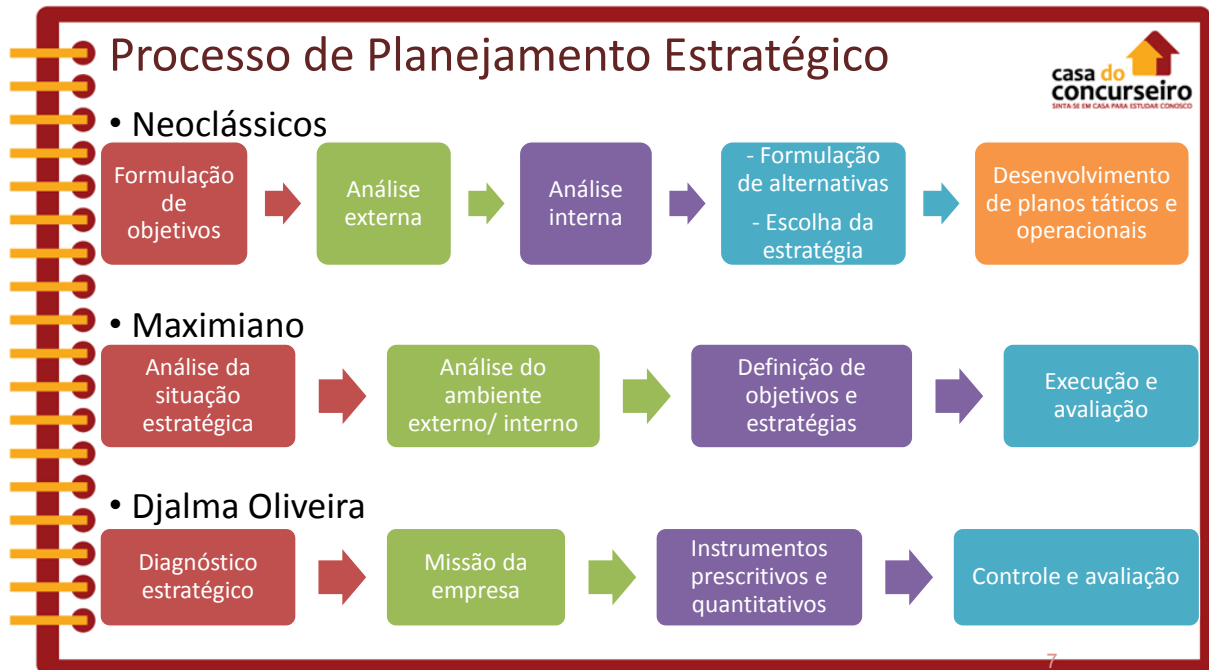 Processo de Planejamento Estratégico
casa do
concurseiro
SINTA-SE EM CASA PARA ESTUDAR CONOSCO
• Neoclássicos
Formulação
de
objetivos
Análise
externa
Análise
interna
- Formulação
de alternativas
- Escolha da
estratégia
Desenvolvimento
de planos táticos e
operacionais
• Maximiano
Análise da
situação
estratégica
Análise do
ambiente
externo/ interno
Definição de
objetivos e
estratégias
Execução e
avaliação
• Djalma Oliveira
Diagnóstico
estratégico
Missão da
empresa
Instrumentos
prescritivos e
quantitativos
Controle e avaliação
7